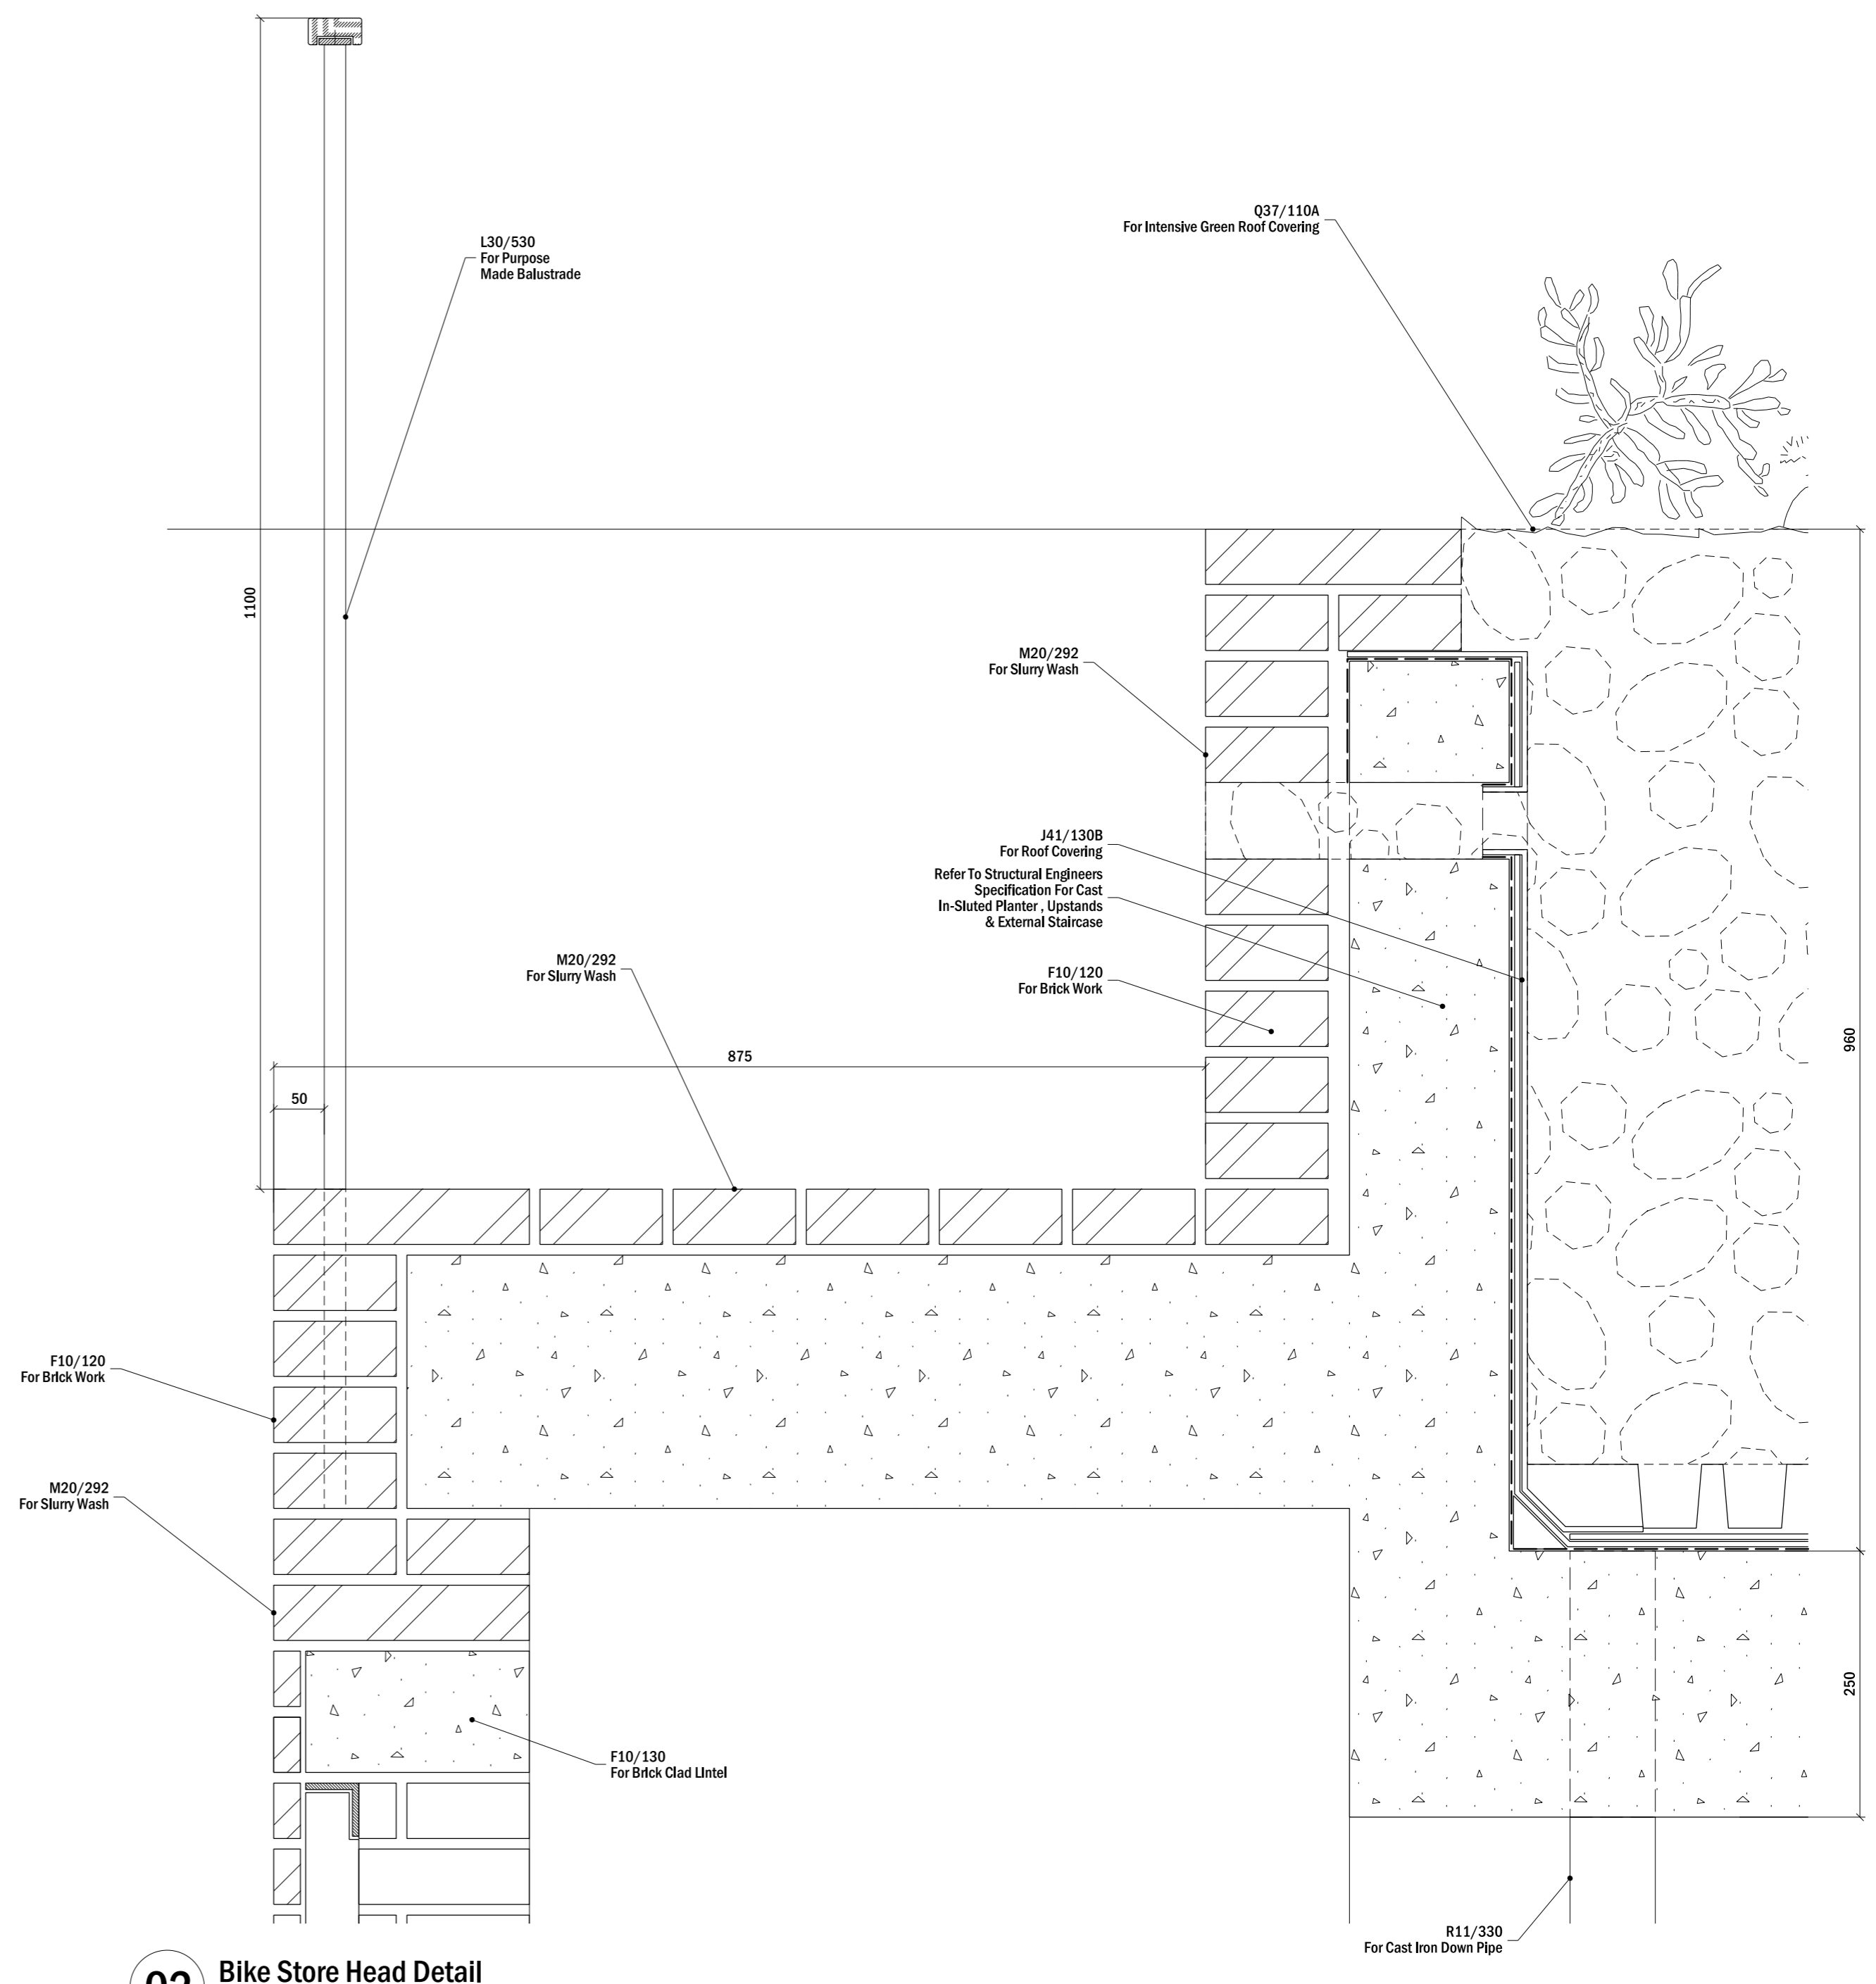 Q37/110A
For Intensive Green Roof Covering
L30/530
For Purpose
Made Balustrade
1100
M20/292
For Slurry Wash
J41/130B
For Roof Covering
Refer To Structural Engineers
Specification For Cast
In-Sluted Planter , Upstands
& External Staircase
M20/292
For Slurry Wash
F10/120
For Brick Work
960
875
50
F10/120
For Brick Work
M20/292
For Slurry Wash
250
F10/130
For Brick Clad Lintel
R11/330
For Cast Iron Down Pipe
Bike Store Head Detail